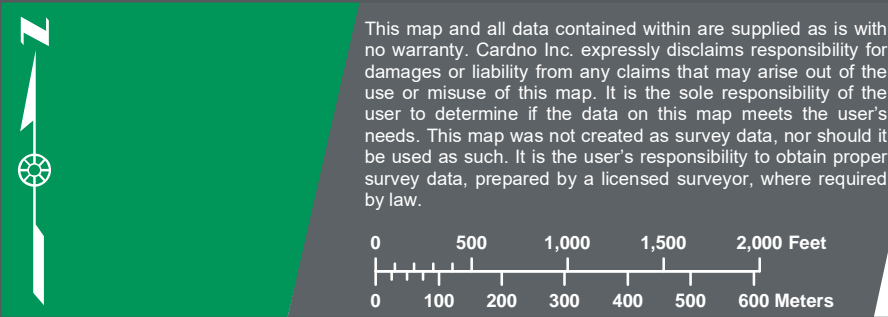 N
This map and all data contained within are supplied as is with
no warranty. Cardno Inc. expressly disclaims responsibility for
damages or liability from any claims that may arise out of the
use or misuse of this map. It is the sole responsibility of the
user to determine if the data on this map meets the user’s
needs. This map was not created as survey data, nor should it
be used as such. It is the user’s responsibility to obtain proper
survey data, prepared by a licensed surveyor, where required
by law.
0 500 1,000 1,500 2,000 Feet
0 100 200 300 400 500 600 Meters